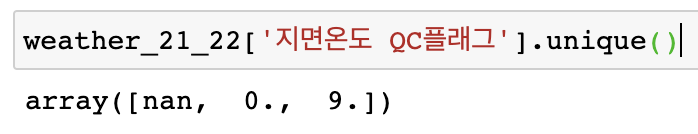 weather_21_22['지면온도 QC플래그'].unique()
array([nan,  0.,  9.])